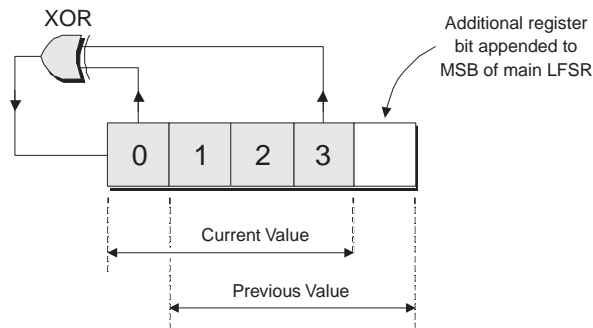 XOR
Additional register
bit appended to
MSB of main LFSR
0 1 2 3
Current Value
Previous Value